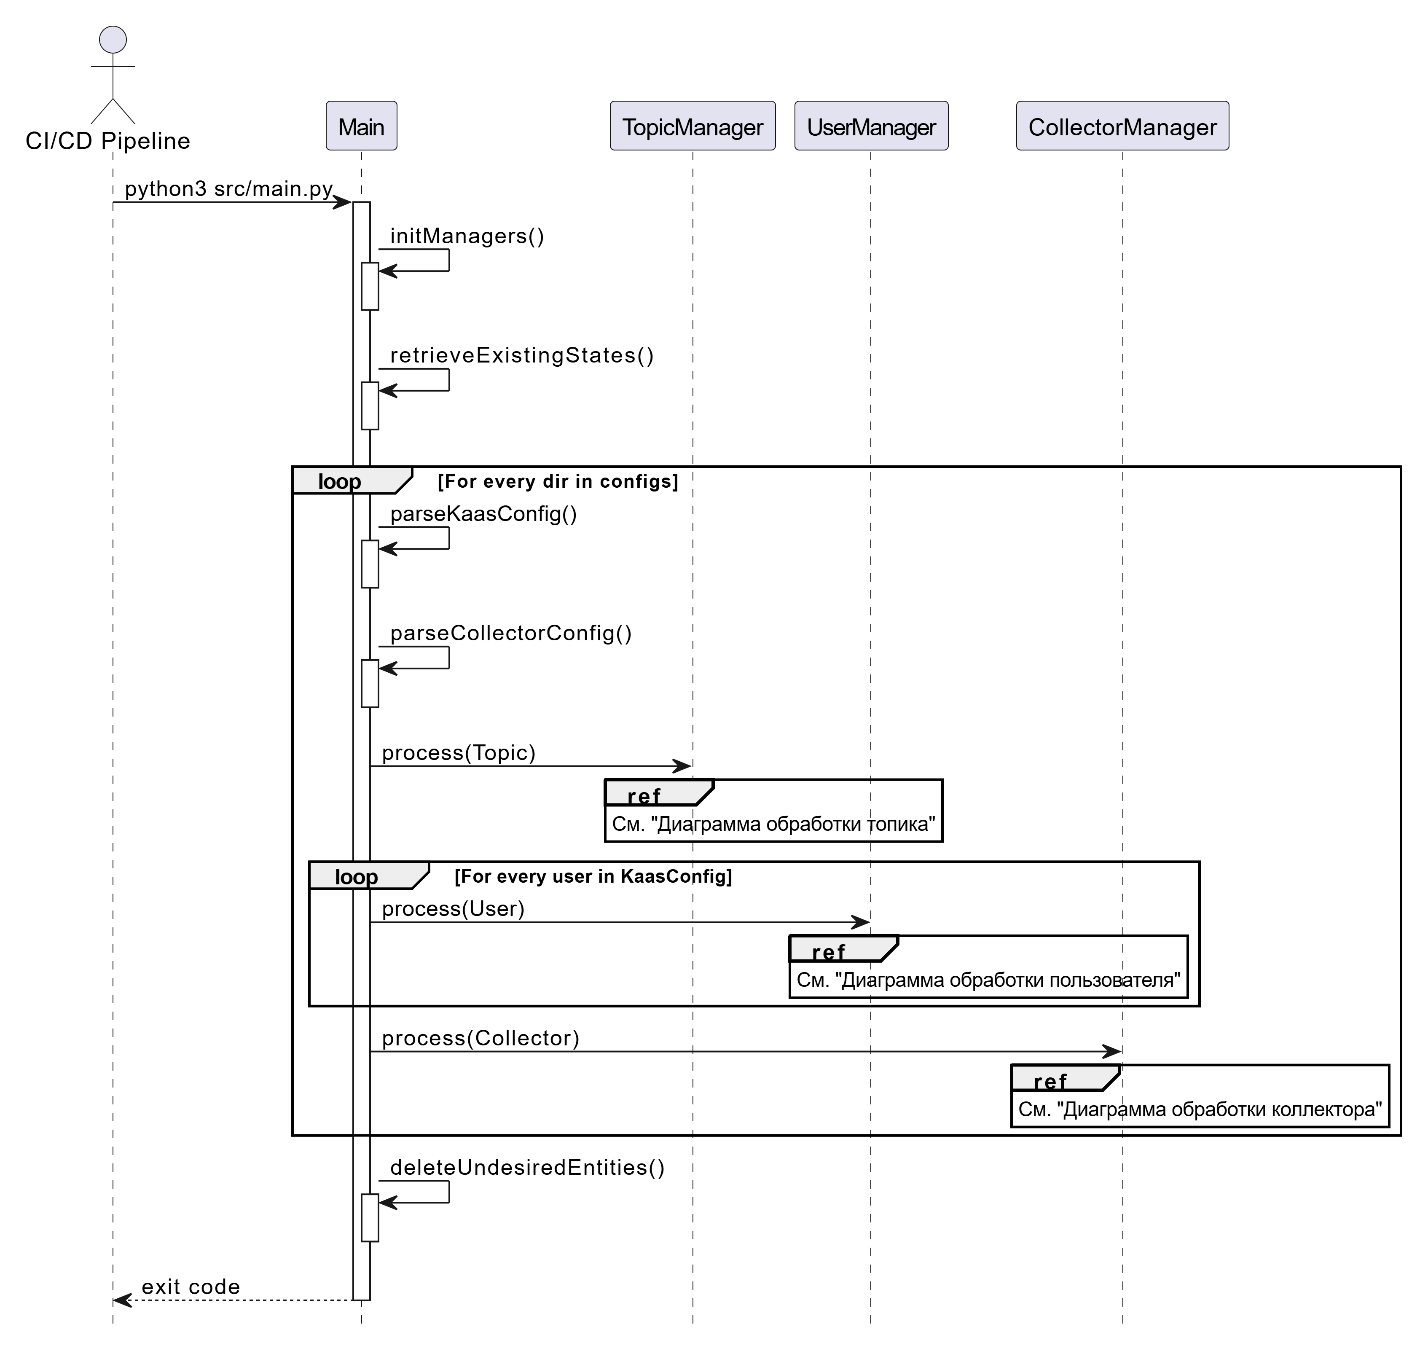 CI/CD Pipeline
Main
TopicManager
UserManager
CollectorManager
python3 src/main.py
initManagers()
retrieveExistingStates()
loop
[For every dir in configs]
parseKaasConfig()
parseCollectorConfig()
process(Topic)
ref
См. "Диаграмма обработки топика"
loop
[For every user in KaasConfig]
process(User)
ref
См. "Диаграмма обработки пользователя"
process(Collector)
ref
См. "Диаграмма обработки коллектора"
deleteUndesiredEntities()
exit code